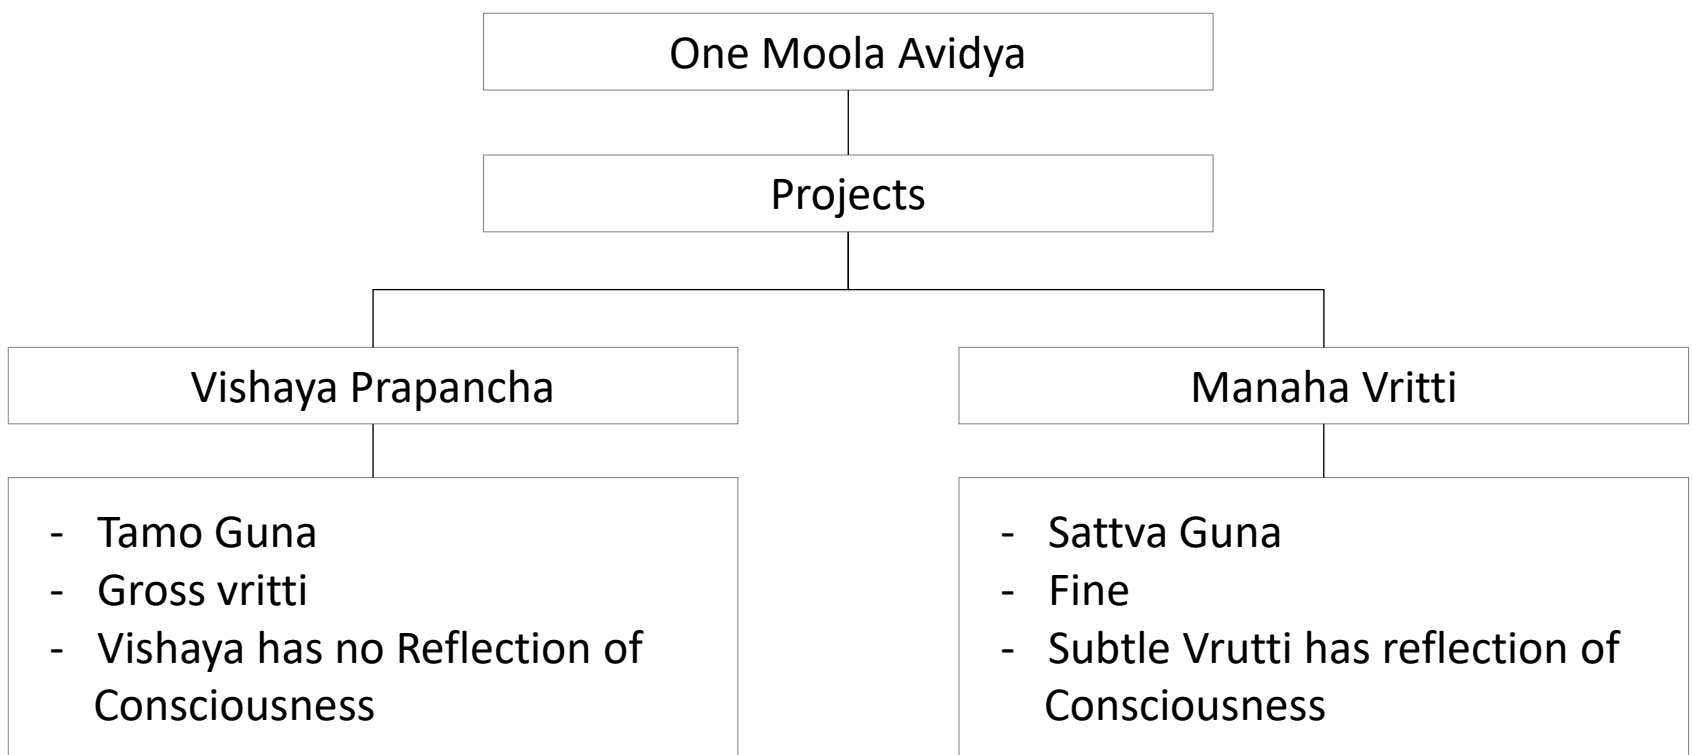 One Moola Avidya
Projects
Vishaya Prapancha
- Tamo Guna
- Gross vritti
- Vishaya has no Reflection of
Consciousness
Manaha Vritti
- Sattva Guna
- Fine
- Subtle Vrutti has reflection of
Consciousness